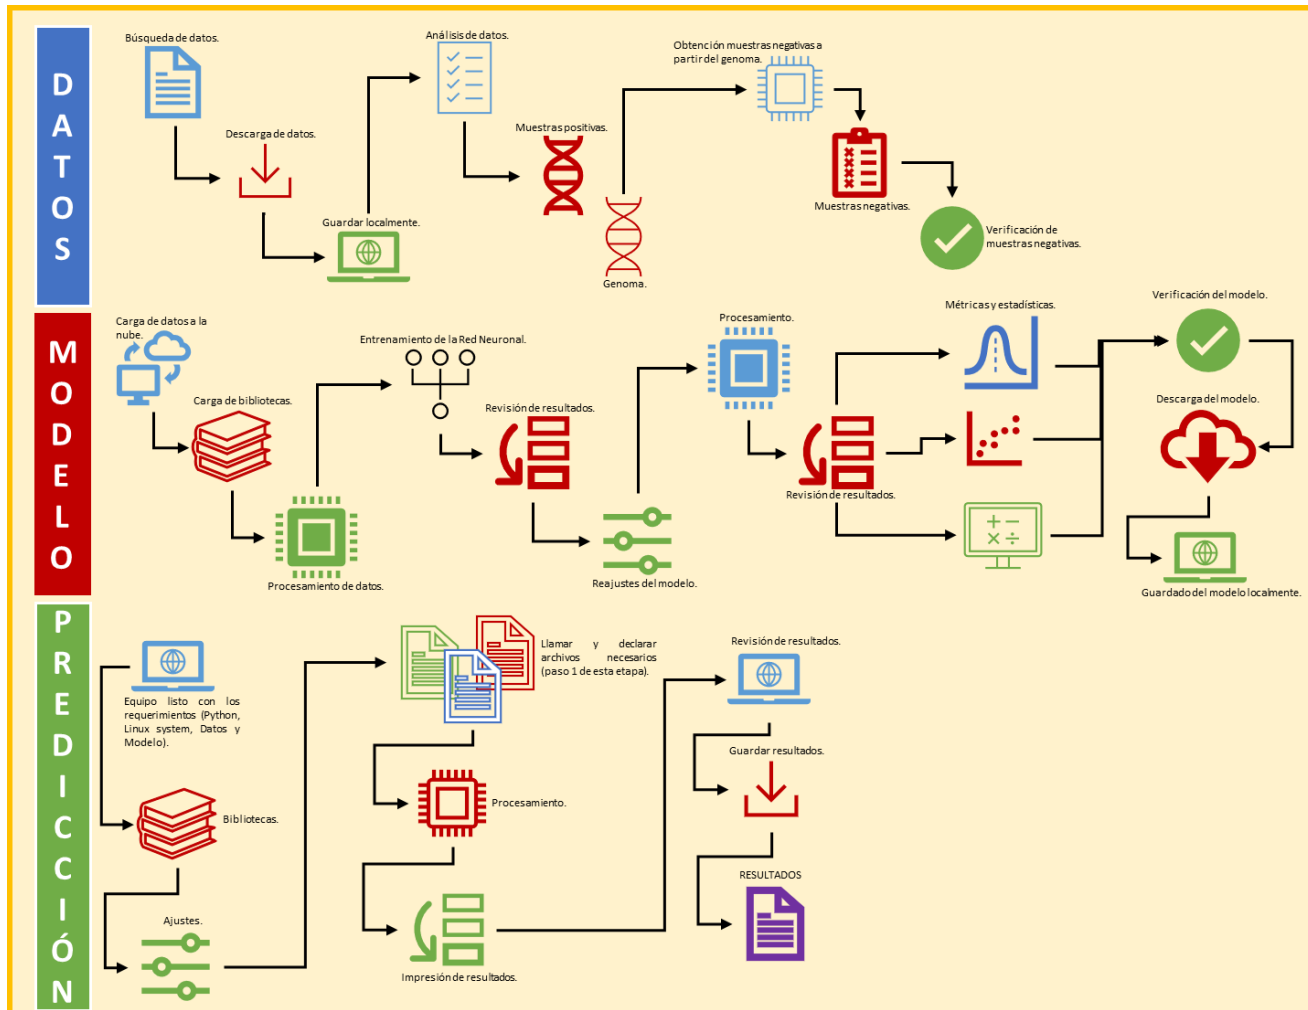 DATOS
Búsqueda de datos.
Descarga de datos.
Guardar localmente.
Análisis de datos.
Muestras positivas.
Genoma.
Obtención muestras negativas a
partir del genoma.
Muestras negativas.
Verificación de
muestras negativas.
MODELO
Carga de datos a la
nube.
Carga de bibliotecas.
Procesamiento de datos.
Entrenamiento de la Red Neuronal.
Revisión de resultados.
Reajustes del modelo.
Procesamiento.
Revisión de resultados.
Métricas y estadísticas.
+ −
× ÷
Verificación del modelo.
Descarga del modelo.
Guardado del modelo localmente.
PREDICCIÓN
Equipo listo con los
requerimientos (Python,
Linux system, Datos y
Modelo).
Bibliotecas.
Ajustes.
Llamar y declarar
archivos necesarios
(paso 1 de esta etapa).
Procesamiento.
Impresión de resultados.
Revisión de resultados.
Guardar resultados.
RESULTADOS